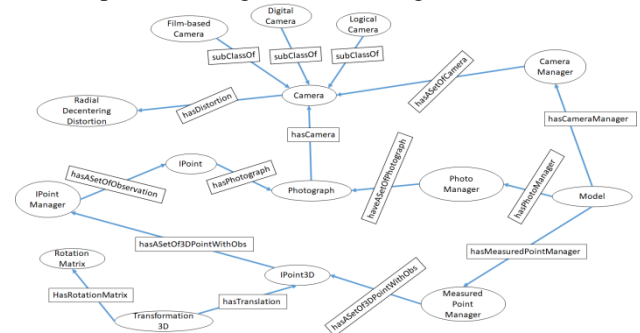 Digital
Camera
Film-based
Camera
Logical
Camera
subClassOf
subClassOf
subClassOf
Camera
Manager
hasASetOfCamera
Camera
Radial
Decentering
Distortion
hasDistortion
hasCamera
hasCameraManager
IPoint
hasASetOfObservation
hasPhotograph
Photograph
haveASetOfPhotograph
Photo
Manager
hasPhotoManager
Model
IPoint
Manager
hasASetOf3DPointWithObs
hasMeasuredPointManager
Rotation
Matrix
IPoint3D
HasRotationMatrix
hasTranslation
hasASetOf3DPointWithObs
Measured
Point
Manager
Transformation
3D